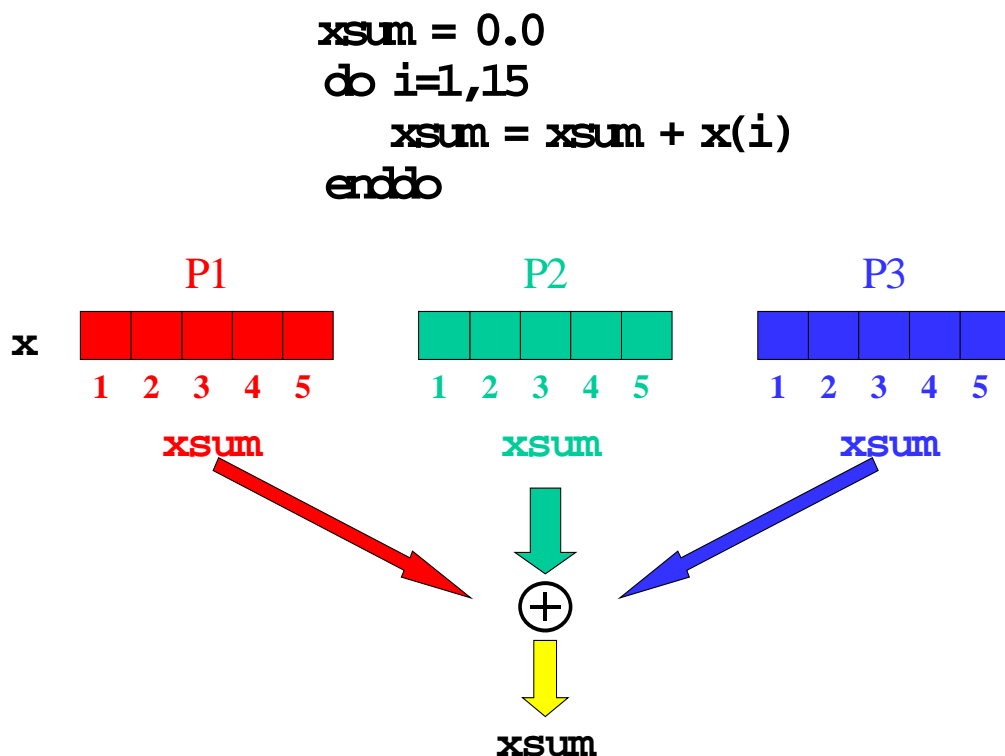 xsum = 0.0
do i=1,15
xsum = xsum + x(i)
enddo
P1 P2 P3
x
1 2 3 4 5 1 2 3 4 5 1 2 3 4 5
xsum xsum xsum
+
xsum